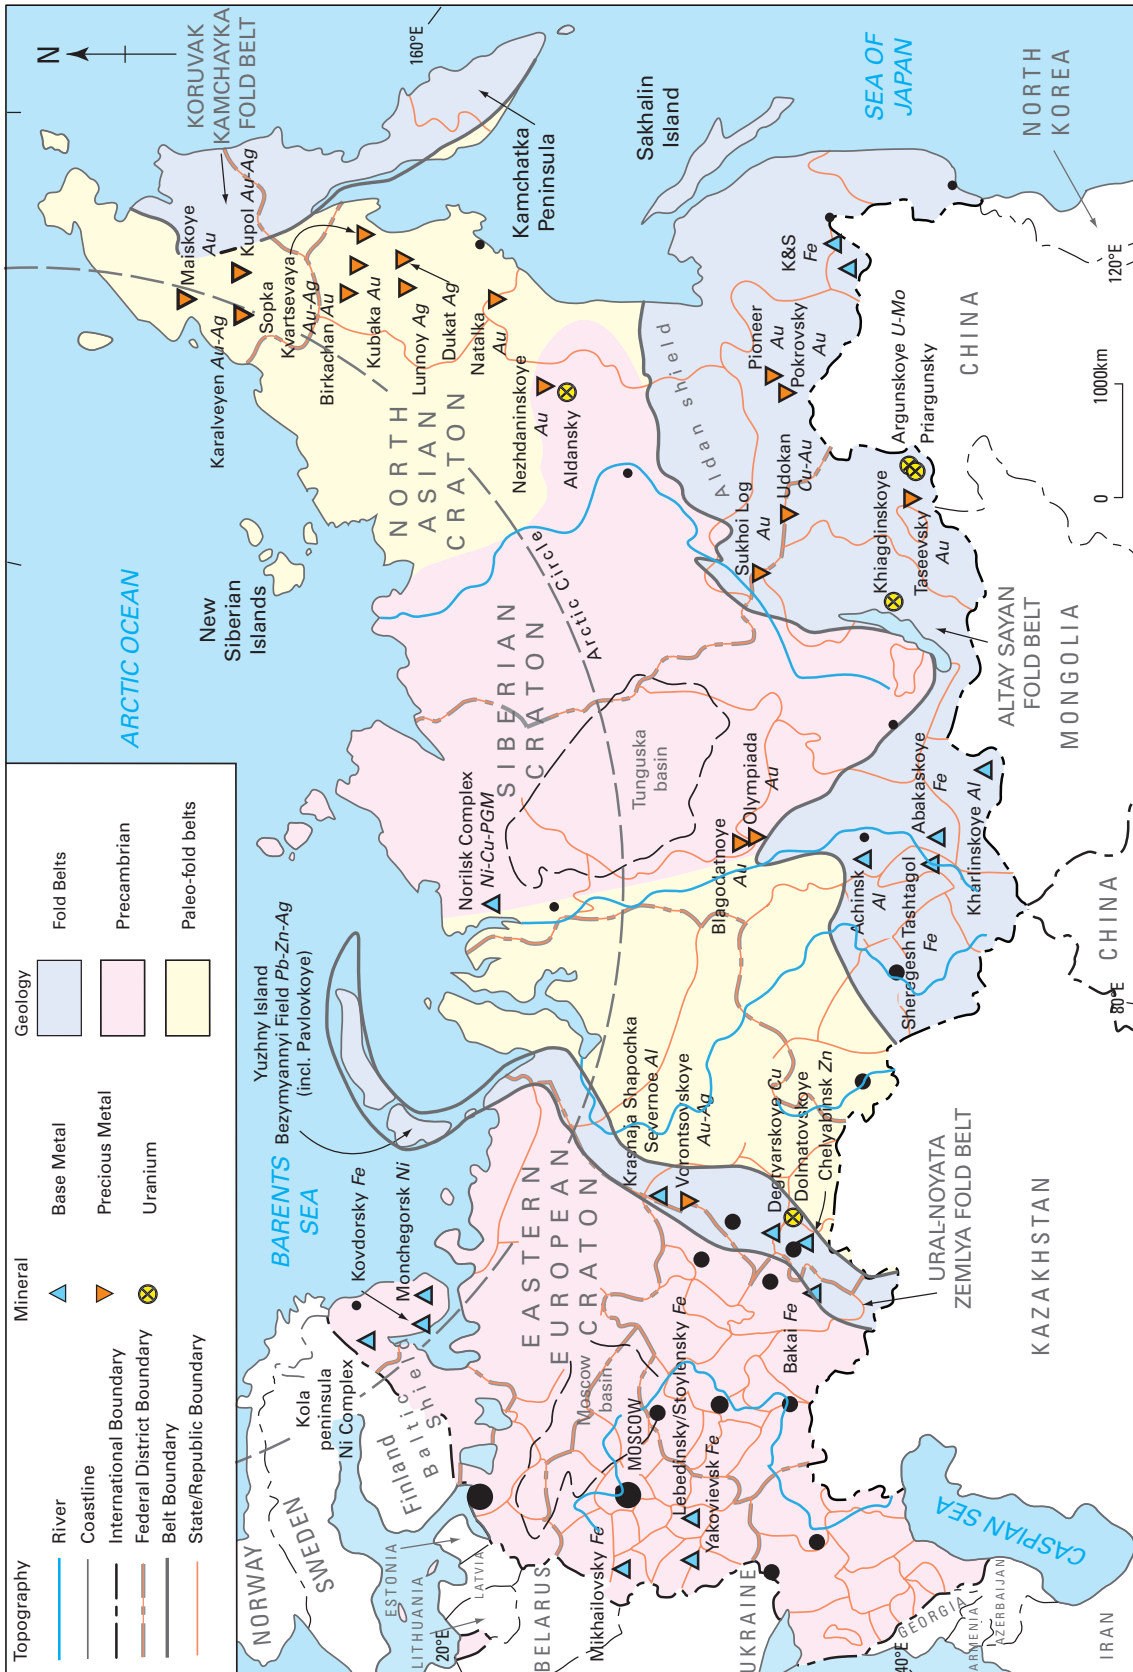 Topography
River
Coastline
International Boundary
Federal District Boundary
Belt Boundary
State/Republic Boundary
Mineral
Base Metal
Precious Metal
Uranium
Geology
Fold Belts
Precambrian
Paleo-fold belts
N
ARCTIC OCEAN
BARENTS
SEA
SEA OF
JAPAN
CASPIAN SEA
KORUVAK
KAMCHAYKA
FOLD BELT
160°E
Kamchatka
Peninsula
Sakhalin
Island
NORTH
KOREA
New
Siberian
Islands
Maiskoye
Au
Kupol Au-Ag
Karalveyen Au-Ag
Sopka
Kvartsevaya
Au-Ag
Birkachan Au
Kubaka Au
Lunnoy Ag
Dukat Ag
Natalka
Au
Nezhdaninskoye
Au
Aldansky
NORTH
ASIAN
CRATON
Arctic Circle
SIBERIAN
CRATON
Tunguska
basin
Aldan shield
K&S
Fe
Pioneer
Au
Pokrovsky
Au
Udokan
Cu-Au
Sukhoi Log
Au
Argunskoye U-Mo
Priargunsky
Khiagdinskoye
Taseevsky
Au
120°E
CHINA
0
1000km
ALTAY SAYAN
FOLD BELT
MONGOLIA
Norilsk Complex
Ni-Cu-PGM
Olympiada
Au
Blagodatnoye
Au
Abakaskoye
Fe
Kharlinskoye Al
Achinsk
Al
Sheregesh Tashtagol
Fe
CHINA
80°E
Yuzhny Island
Bezymyannyi Field Pb-Zn-Ag
(incl. Pavlovkoye)
Krasnaja Shapochka
Severnoe Al
Vorontsovskoye
Au-Ag
Degtyarskoye Cu
Dolmatovskoye
Chelyabinsk Zn
URAL-NOYATA
ZEMLYA FOLD BELT
KAZAKHSTAN
Kovdorsky Fe
Monchegorsk Ni
Kola
peninsula
Ni Complex
Baltic
Shield
Finland
EASTERN
EUROPEAN
CRATON
Moscow
basin
MOSCOW
Bakai Fe
Lebedinsky/Stoylensky Fe
Yakovievsk Fe
Mikhailovsky Fe
NORWAY
SWEDEN
ESTONIA
LATVIA
LITHUANIA
20°E
BELARUS
UKRAINE
40°E
GEORGIA
ARMENIA
AZERBAIJAN
IRAN